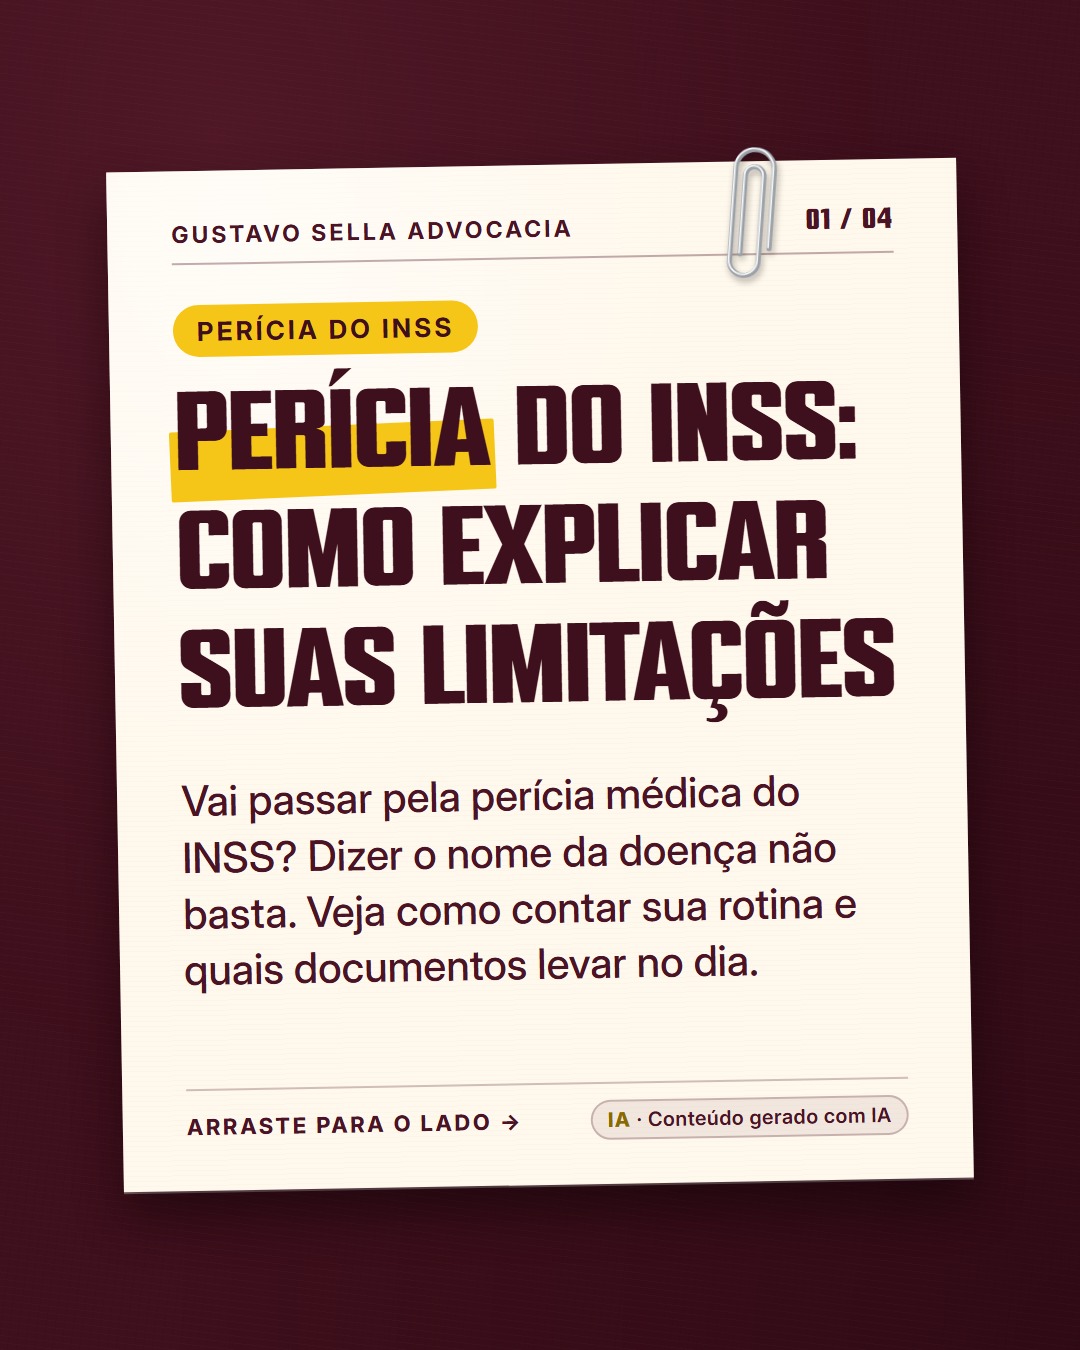 GUSTAVO SELLA ADVOCACIA
01 / 04
PERÍCIA DO INSS
PERÍCIA DO INSS:
COMO EXPLICAR
SUAS LIMITAÇÕES
Vai passar pela perícia médica do
INSS? Dizer o nome da doença não
basta. Veja como contar sua rotina e
quais documentos levar no dia.
ARRASTE PARA O LADO →
IA · Conteúdo gerado com IA